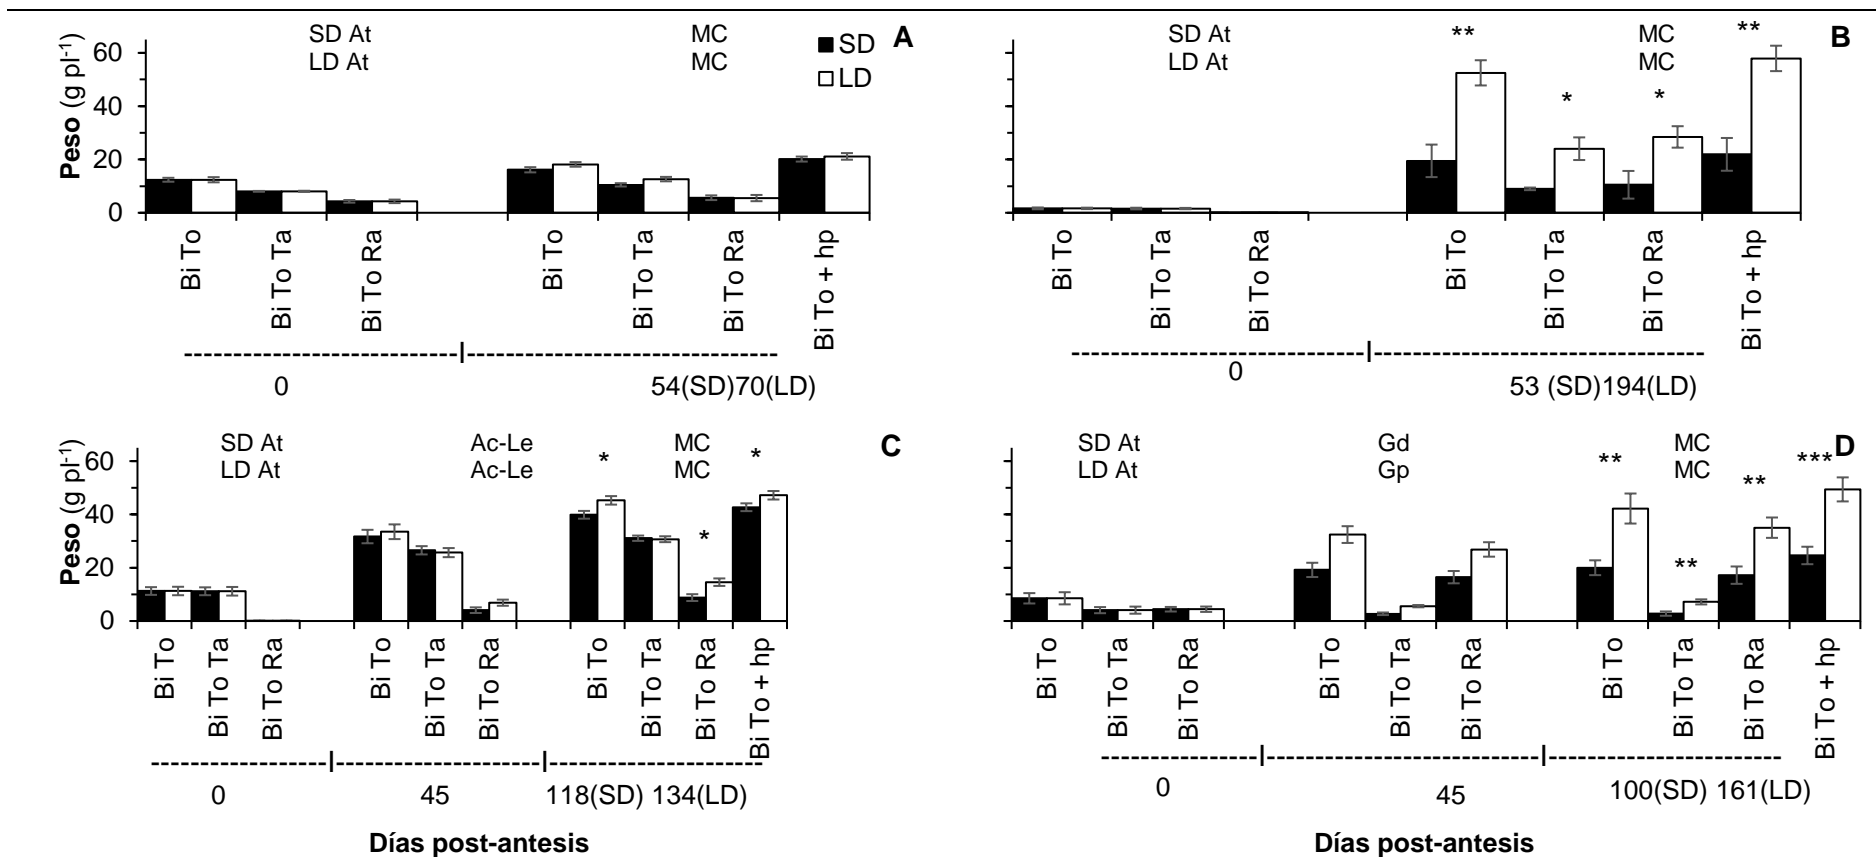 SD At MC
LD At MC
SD
LD
A
Peso (g pl-1)
60
40
20
0
Bi To
Bi To Ta
Bi To Ra
Bi To
Bi To Ta
Bi To Ra
Bi To + hp
0
54(SD)70(LD)
SD At MC
LD At MC
B
** * * **
60
40
20
0
Bi To
Bi To Ta
Bi To Ra
Bi To
Bi To Ta
Bi To Ra
Bi To + hp
0
53 (SD)194(LD)
SD At Ac-Le MC
LD At Ac-Le MC
C
* * *
Peso (g pl-1)
60
40
20
0
Bi To
Bi To Ta
Bi To Ra
Bi To
Bi To Ta
Bi To Ra
Bi To
Bi To Ta
Bi To Ra
Bi To + hp
0
45
118(SD) 134(LD)
Días post-antesis
SD At Gd MC
LD At Gp MC
D
** ** ** ***
60
40
20
0
Bi To
Bi To Ta
Bi To Ra
Bi To
Bi To Ta
Bi To Ra
Bi To
Bi To Ta
Bi To Ra
Bi To + hp
0
45
100(SD) 161(LD)
Días post-antesis